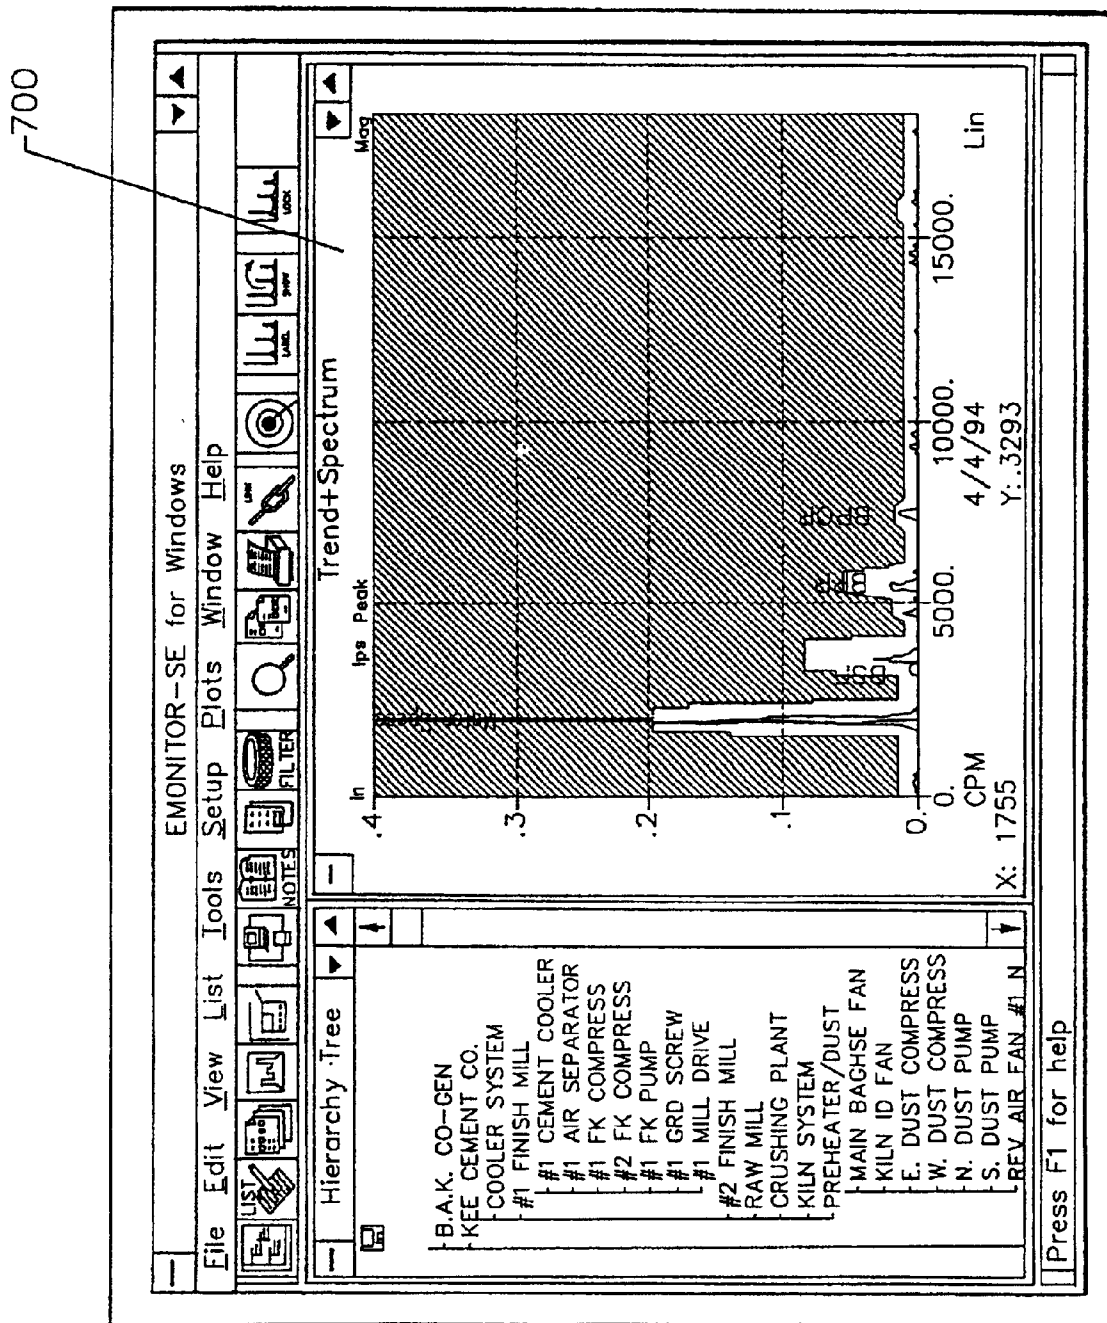 700
EMONITOR-SE for Windows
File Edit View List Tools Setup Plots Window Help
LIST
NOTES
FILTER
LABEL
LOCK
Hierarchy Tree
B.A.K. CO-GEN
KEE CEMENT CO.
COOLER SYSTEM
#1 FINISH MILL
#1 CEMENT COOLER
#1 AIR SEPARATOR
#1 FK COMPRESS
#2 FK COMPRESS
#1 FK PUMP
#1 GRD SCREW
#1 MILL DRIVE
#2 FINISH MILL
RAW MILL
CRUSHING PLANT
KILN SYSTEM
PREHEATER/DUST
MAIN BAGHSE FAN
KILN ID FAN
E. DUST COMPRESS
W. DUST COMPRESS
N. DUST PUMP
S. DUST PUMP
REV AIR FAN #1 N
Trend+Spectrum
In Ips Peak Mag
.4
.3
.2
.1
0.
0. 5000. 10000. 15000.
CPM 4/4/94 Lin
X: 1755 Y:.3293
Press F1 for help